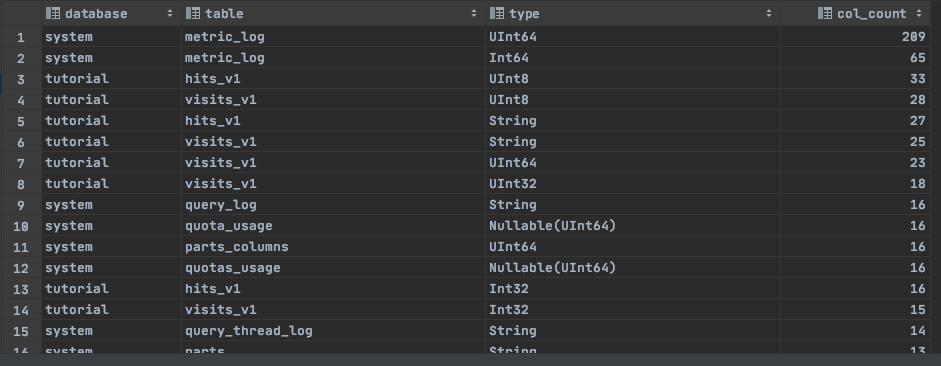 database table type col_count
1 system metric_log UInt64 209
2 system metric_log Int64 65
3 tutorial hits_v1 UInt8 33
4 tutorial visits_v1 UInt8 28
5 tutorial hits_v1 String 27
6 tutorial visits_v1 String 25
7 tutorial visits_v1 UInt64 23
8 tutorial visits_v1 UInt32 18
9 system query_log String 16
10 system quota_usage Nullable(UInt64) 16
11 system parts_columns UInt64 16
12 system quotas_usage Nullable(UInt64) 16
13 tutorial hits_v1 Int32 16
14 tutorial visits_v1 Int32 15
15 system query_thread_log String 14
16 system parts String 13